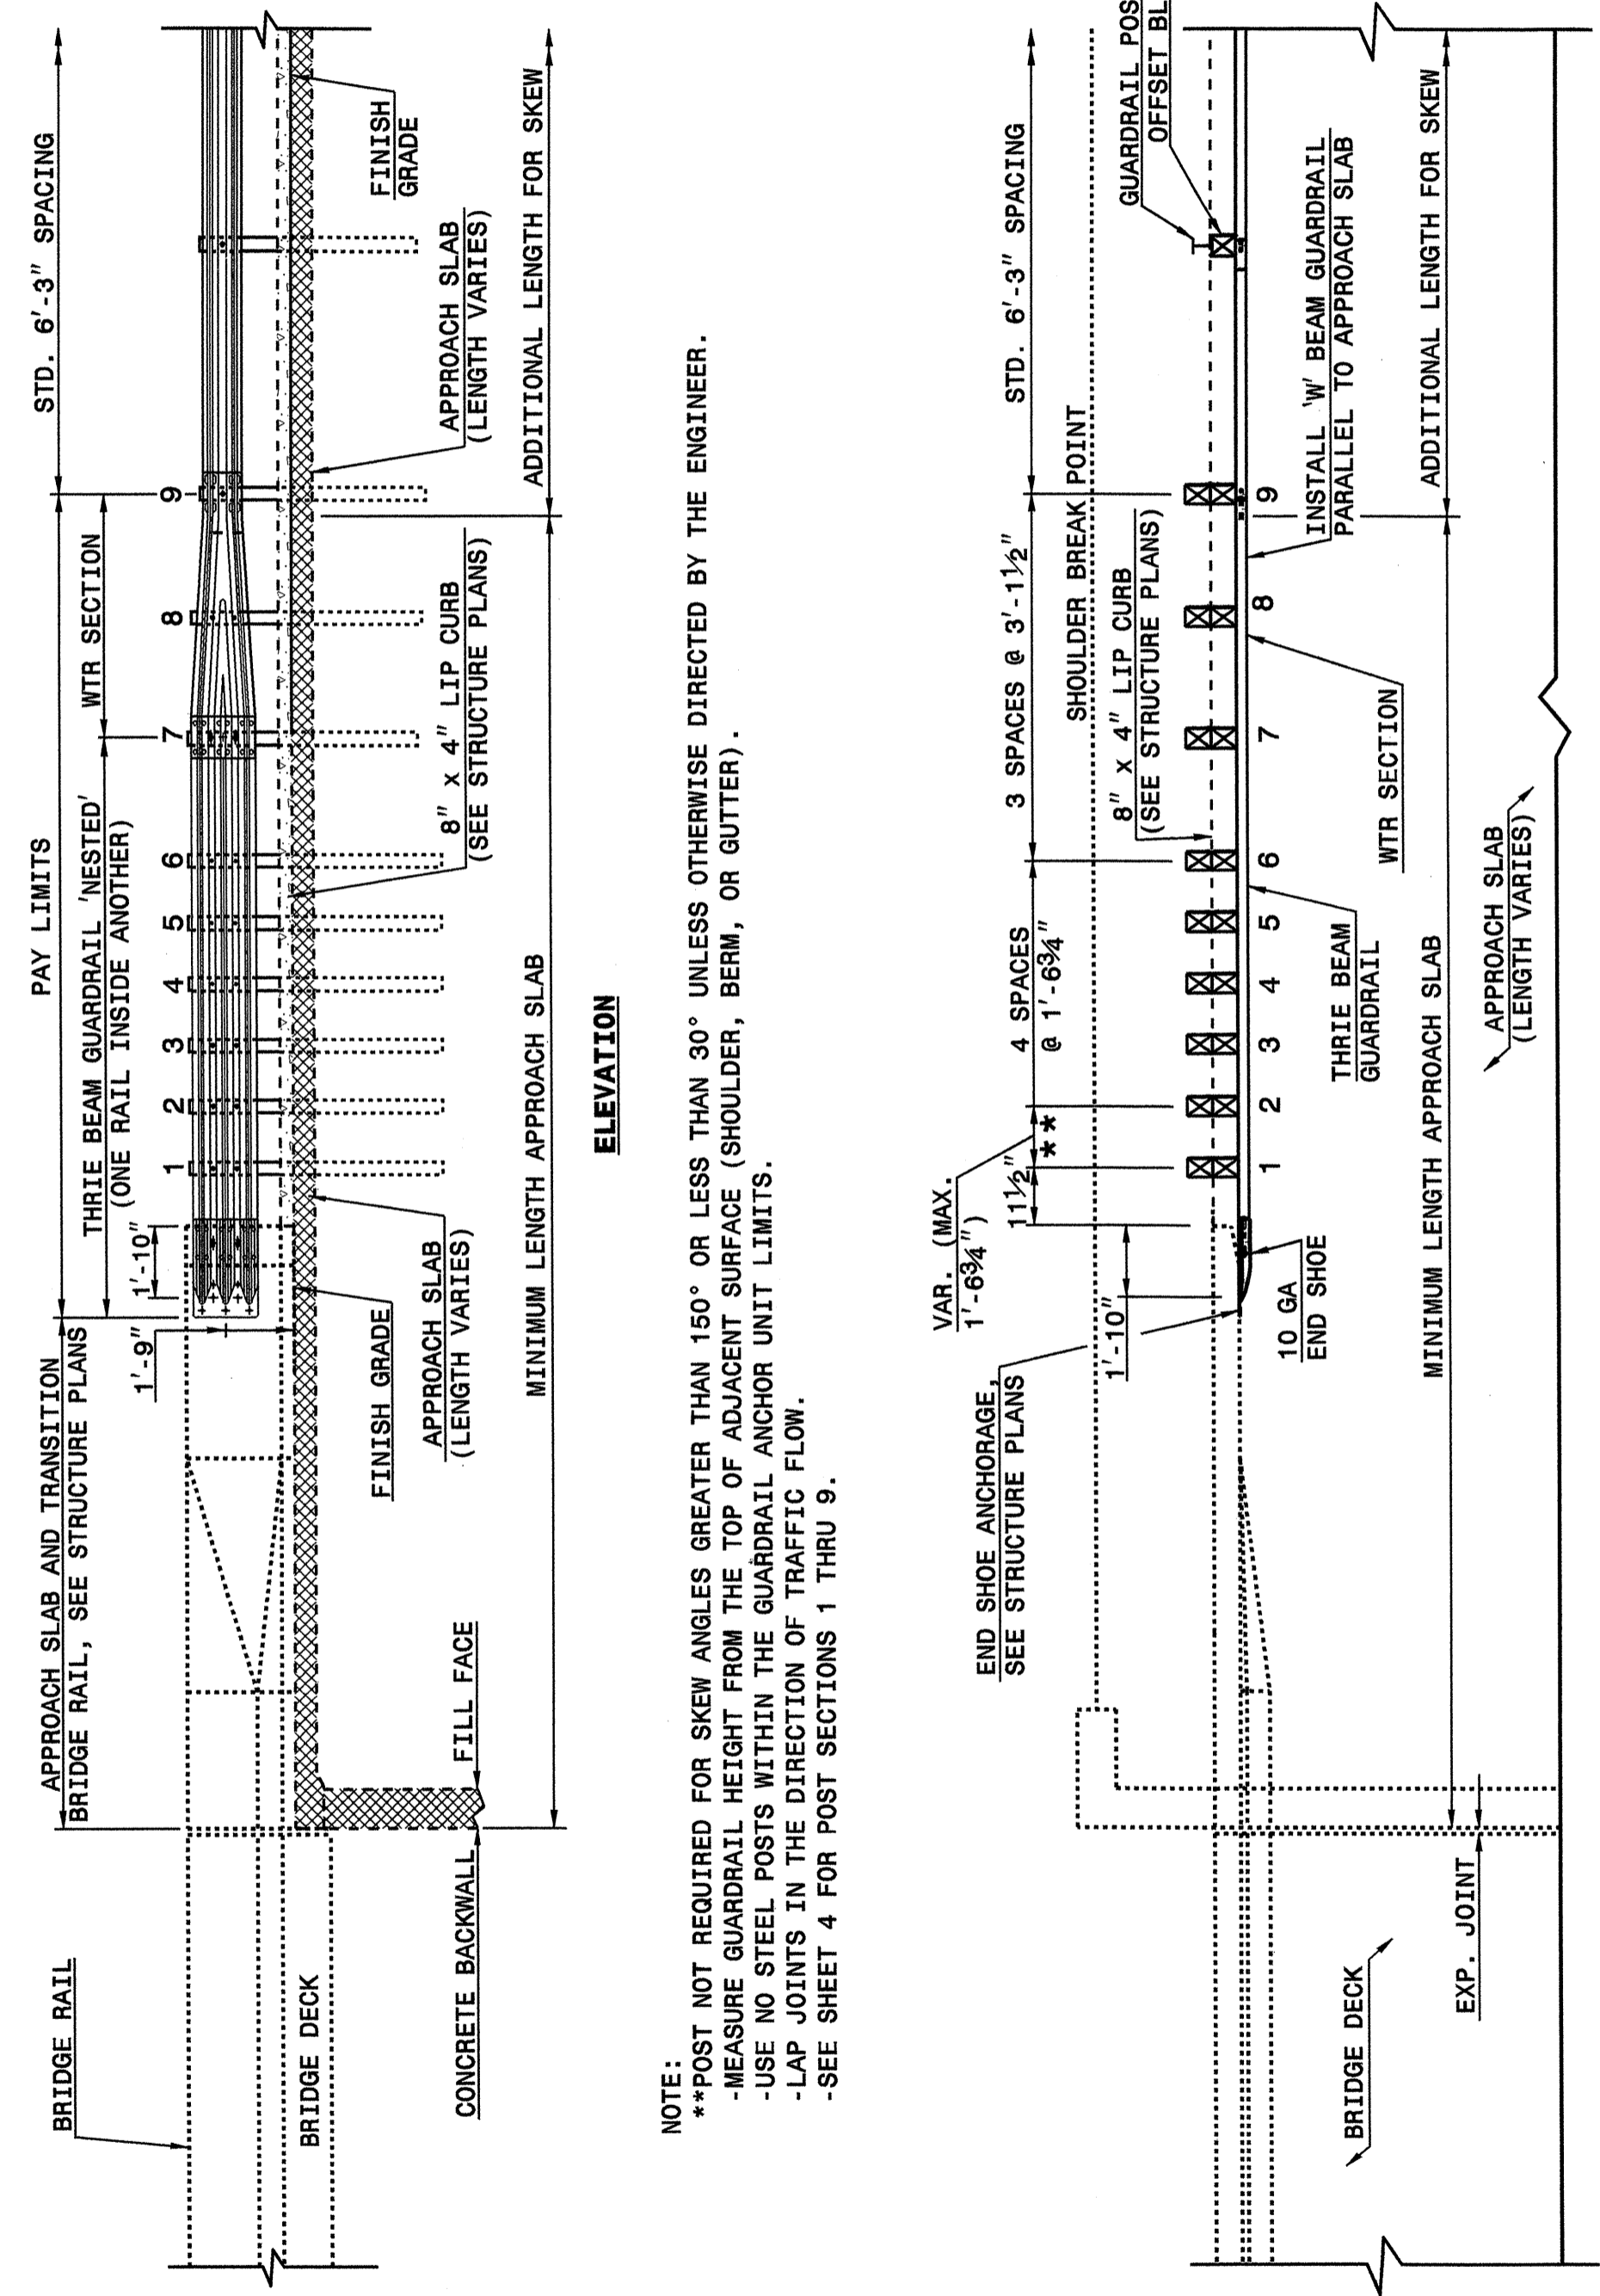 BRIDGE RAIL
APPROACH SLAB AND TRANSITION
BRIDGE RAIL, SEE STRUCTURE PLANS
PAY LIMITS
STD. 6'-3" SPACING
THRIE BEAM GUARDRAIL 'NESTED'
(ONE RAIL INSIDE ANOTHER)
WTR SECTION
1'-9"
1'-10"
1 2 3 4 5 6 7 8 9
BRIDGE DECK
CONCRETE BACKWALL
FILL FACE
FINISH GRADE
APPROACH SLAB
(LENGTH VARIES)
8" x 4" LIP CURB
(SEE STRUCTURE PLANS)
APPROACH SLAB
(LENGTH VARIES)
FINISH
GRADE
MINIMUM LENGTH APPROACH SLAB
ADDITIONAL LENGTH FOR SKEW
ELEVATION
NOTE:
**POST NOT REQUIRED FOR SKEW ANGLES GREATER THAN 150° OR LESS THAN 30° UNLESS OTHERWISE DIRECTED BY THE ENGINEER.
-MEASURE GUARDRAIL HEIGHT FROM THE TOP OF ADJACENT SURFACE (SHOULDER, BERM, OR GUTTER).
-USE NO STEEL POSTS WITHIN THE GUARDRAIL ANCHOR UNIT LIMITS.
-LAP JOINTS IN THE DIRECTION OF TRAFFIC FLOW.
-SEE SHEET 4 FOR POST SECTIONS 1 THRU 9.
END SHOE ANCHORAGE,
SEE STRUCTURE PLANS
VAR. (MAX.
1'-6¾")
1'-10"
11½"
**
4 SPACES
@ 1'-6¾"
3 SPACES @ 3'-1½"
STD. 6'-3" SPACING
SHOULDER BREAK POINT
8" x 4" LIP CURB
(SEE STRUCTURE PLANS)
GUARDRAIL POS
OFFSET BL
1 2 3 4 5 6 7 8 9
10 GA
END SHOE
THRIE BEAM
GUARDRAIL
WTR SECTION
INSTALL 'W' BEAM GUARDRAIL
PARALLEL TO APPROACH SLAB
MINIMUM LENGTH APPROACH SLAB
ADDITIONAL LENGTH FOR SKEW
BRIDGE DECK
EXP. JOINT
APPROACH SLAB
(LENGTH VARIES)